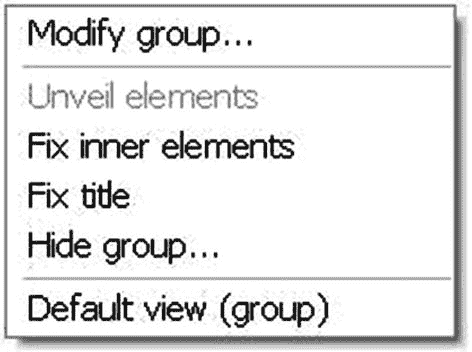 Modify group...
Unveil elements
Fix inner elements
Fix title
Hide group...
Default view (group)